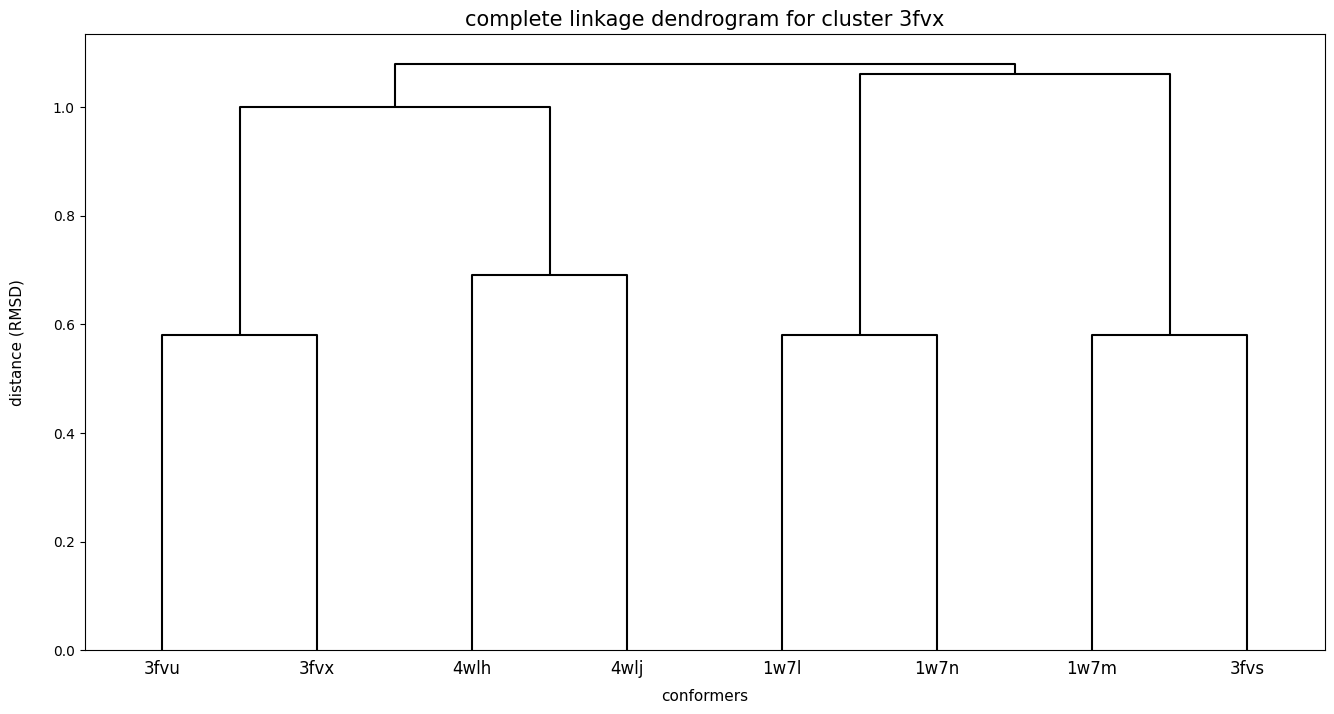 complete linkage dendrogram for cluster 3fvx
1.0
0.8
0.6
0.4
0.2
0.0
distance (RMSD)
3fvu 3fvx 4wlh 4wlj 1w7l 1w7n 1w7m 3fvs
conformers